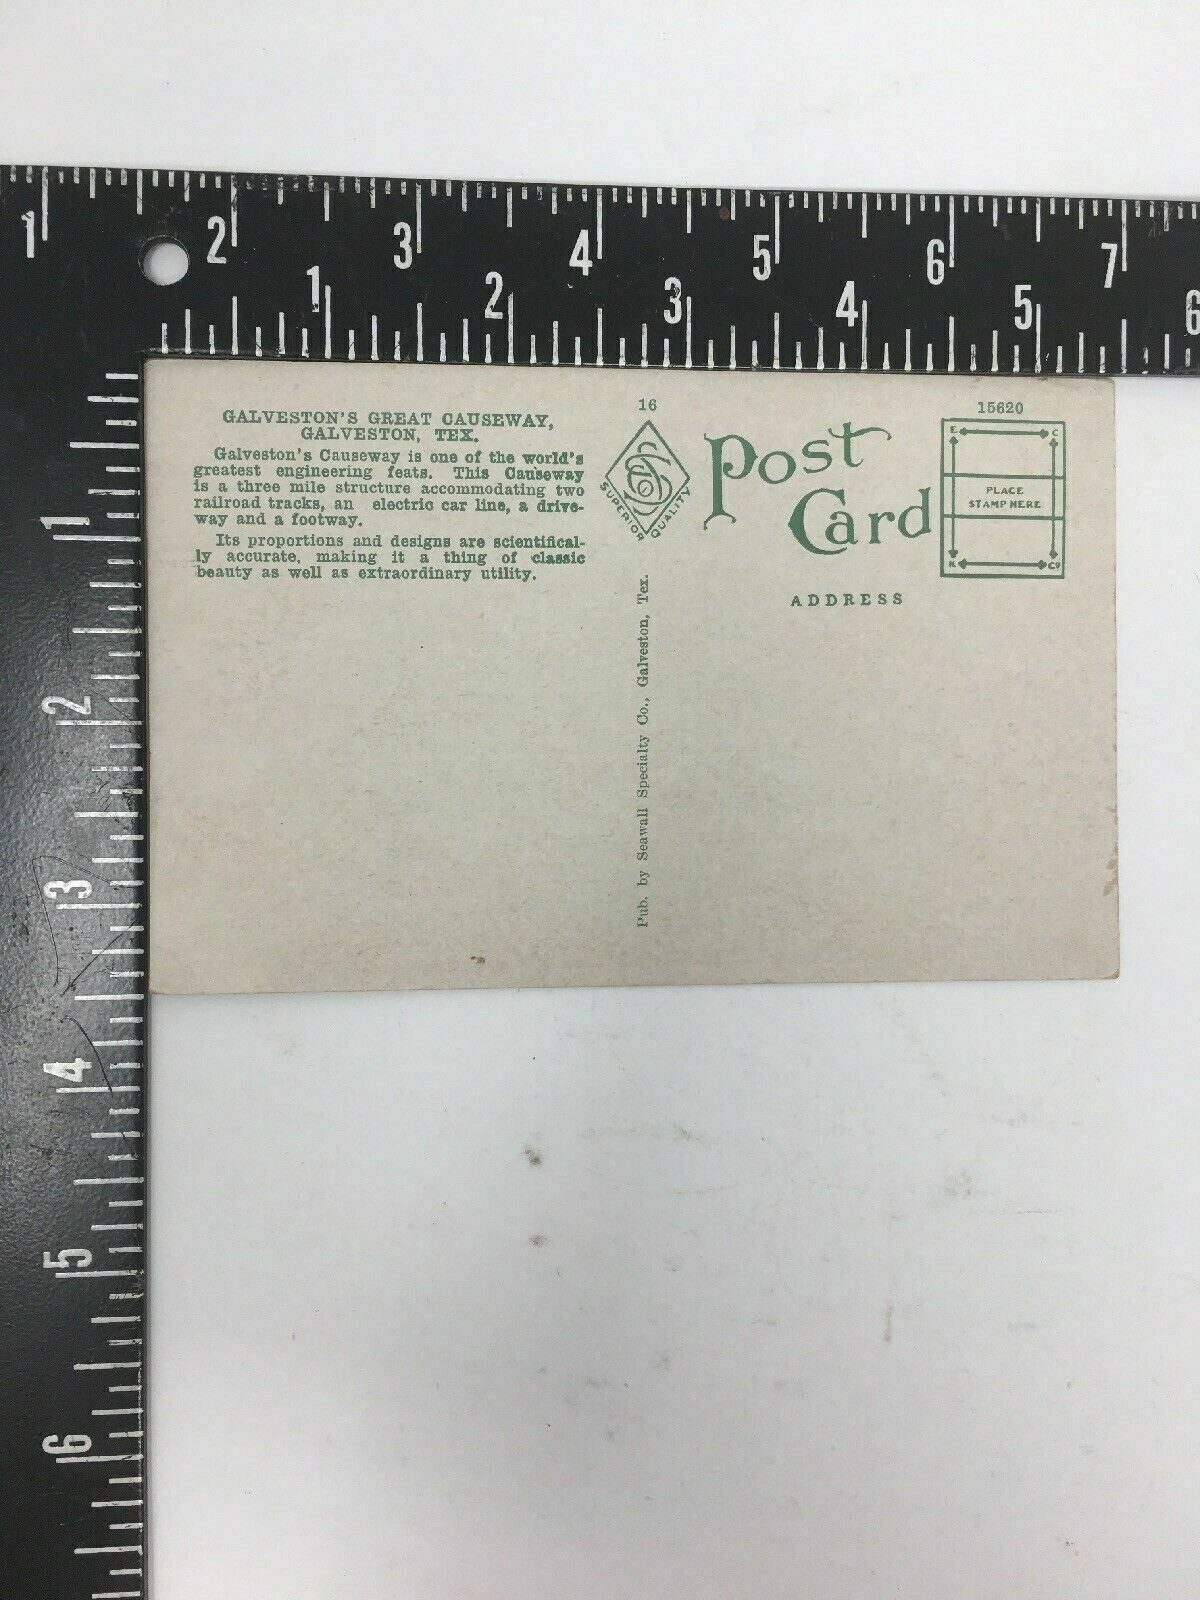 1 2 3 4 5 6 7
1 2 3 4 5 6
GALVESTON'S GREAT CAUSEWAY,
GALVESTON, TEX.
Galveston's Causeway is one of the world's
greatest engineering feats. This Causeway
is a three mile structure accommodating two
railroad tracks, an electric car line, a drive-
way and a footway.
Its proportions and designs are scientifical-
ly accurate, making it a thing of classic
beauty as well as extraordinary utility.
16
SUPERIOR QUALITY
Pub. by Seawall Specialty Co., Galveston, Tex.
Post
Card
ADDRESS
15620
E C
PLACE
STAMP HERE
K Co
1
2
3
4
5
6